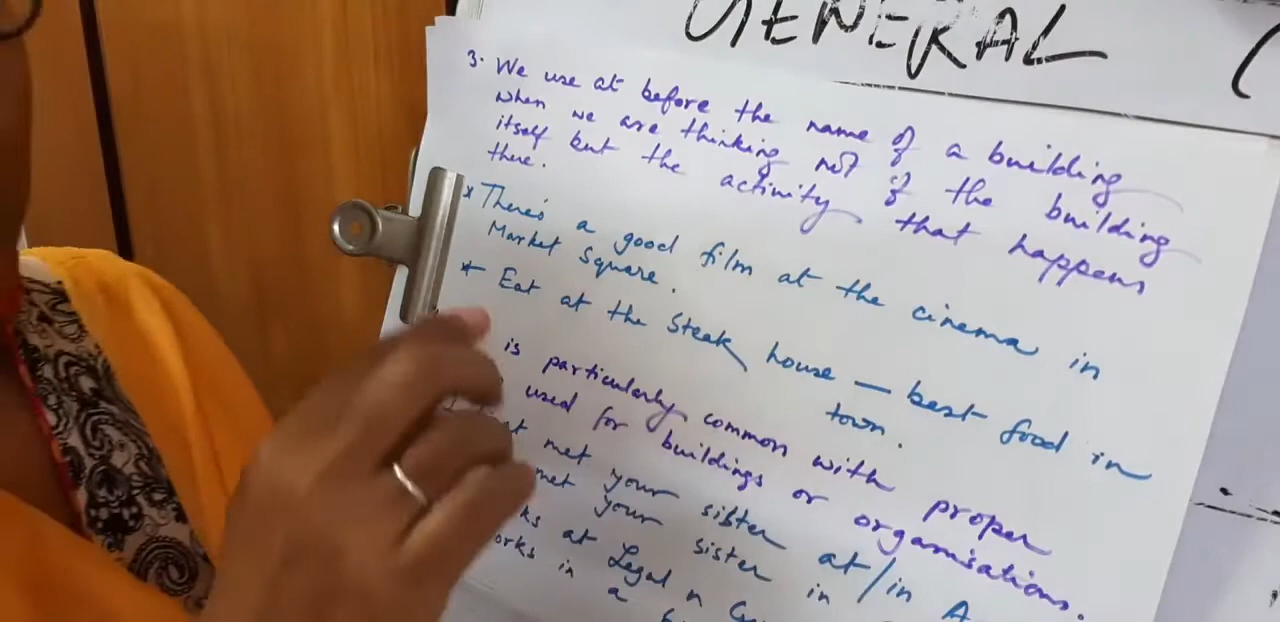 GENERAL (
3. We use at before the name of a building
when we are thinking not of the building
itself but the activity that happens
there.
* There's a good film at the cinema in
Market Square.
* Eat at the Steak house — best food in
town.
is particularly common with proper
used for buildings or organisations.
met your sister at/in A
met your sister in
ks at Legal n
orks in a